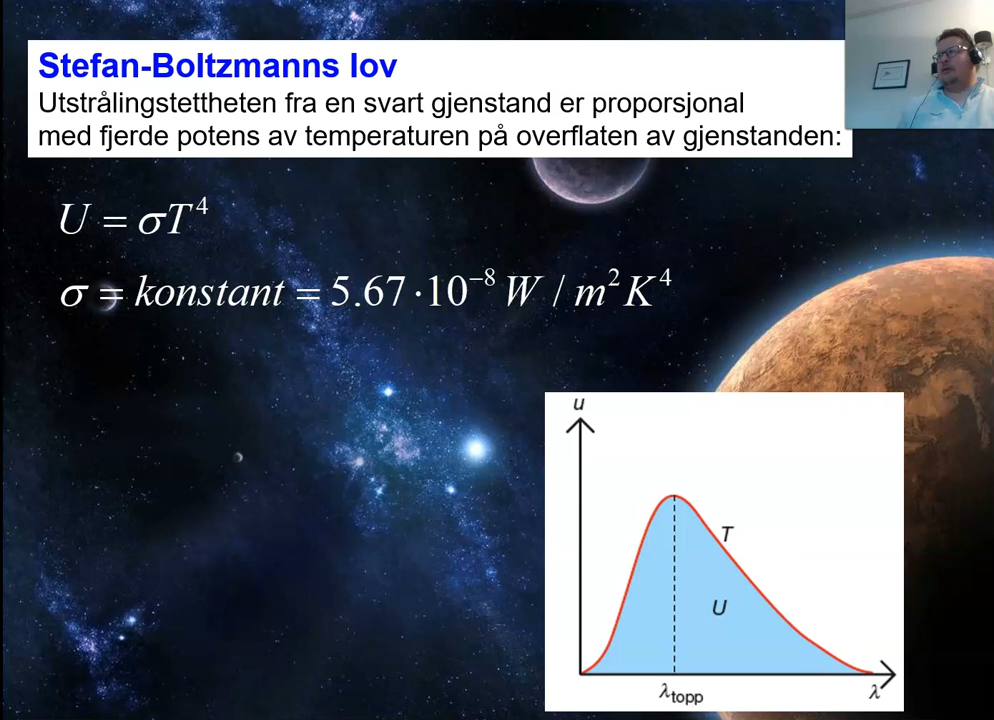 Stefan-Boltzmanns lov
Utstrålingstettheten fra en svart gjenstand er proporsjonal
med fjerde potens av temperaturen på overflaten av gjenstanden:
U = σT⁴
σ = konstant = 5.67·10⁻⁸ W / m²K⁴
u
T
U
λtopp
λ